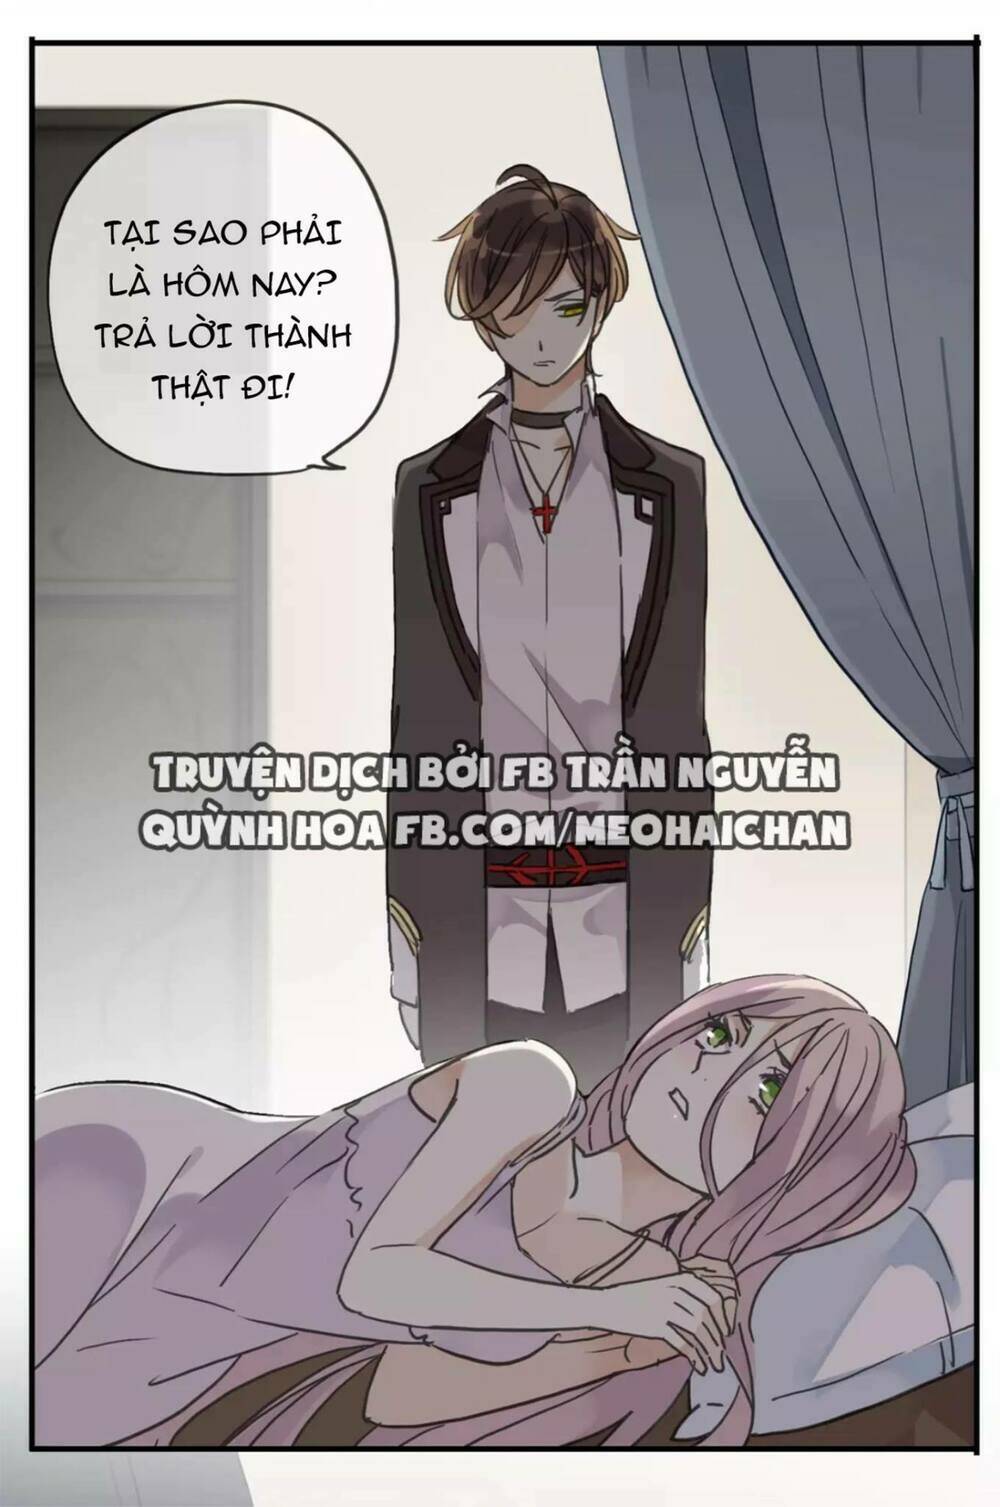 TẠI SAO PHẢI
LÀ HÔM NAY?
TRẢ LỜI THÀNH
THẬT ĐI!
TRUYỆN DỊCH BỞI FB TRẦN NGUYỄN
QUỲNH HOA FB.COM/MEOHAICHAN